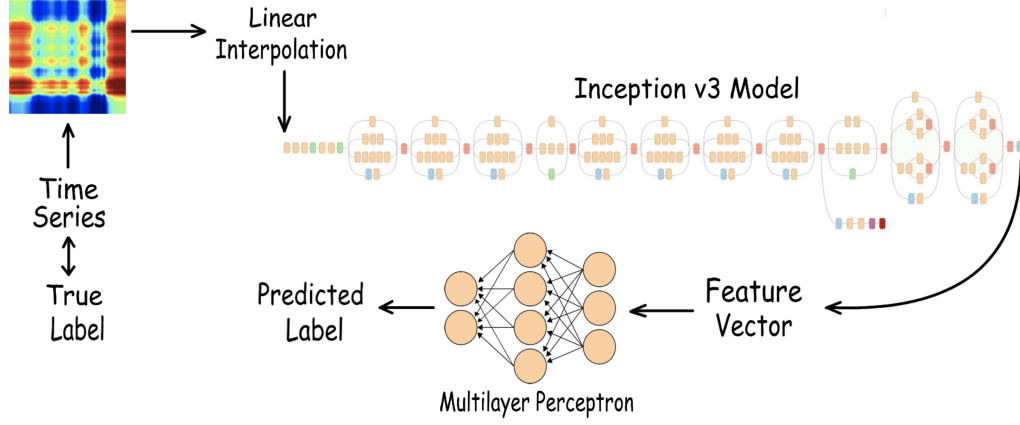 Linear
Interpolation
Inception v3 Model
Time
Series
True
Label
Predicted
Label
Feature
Vector
Multilayer Perceptron